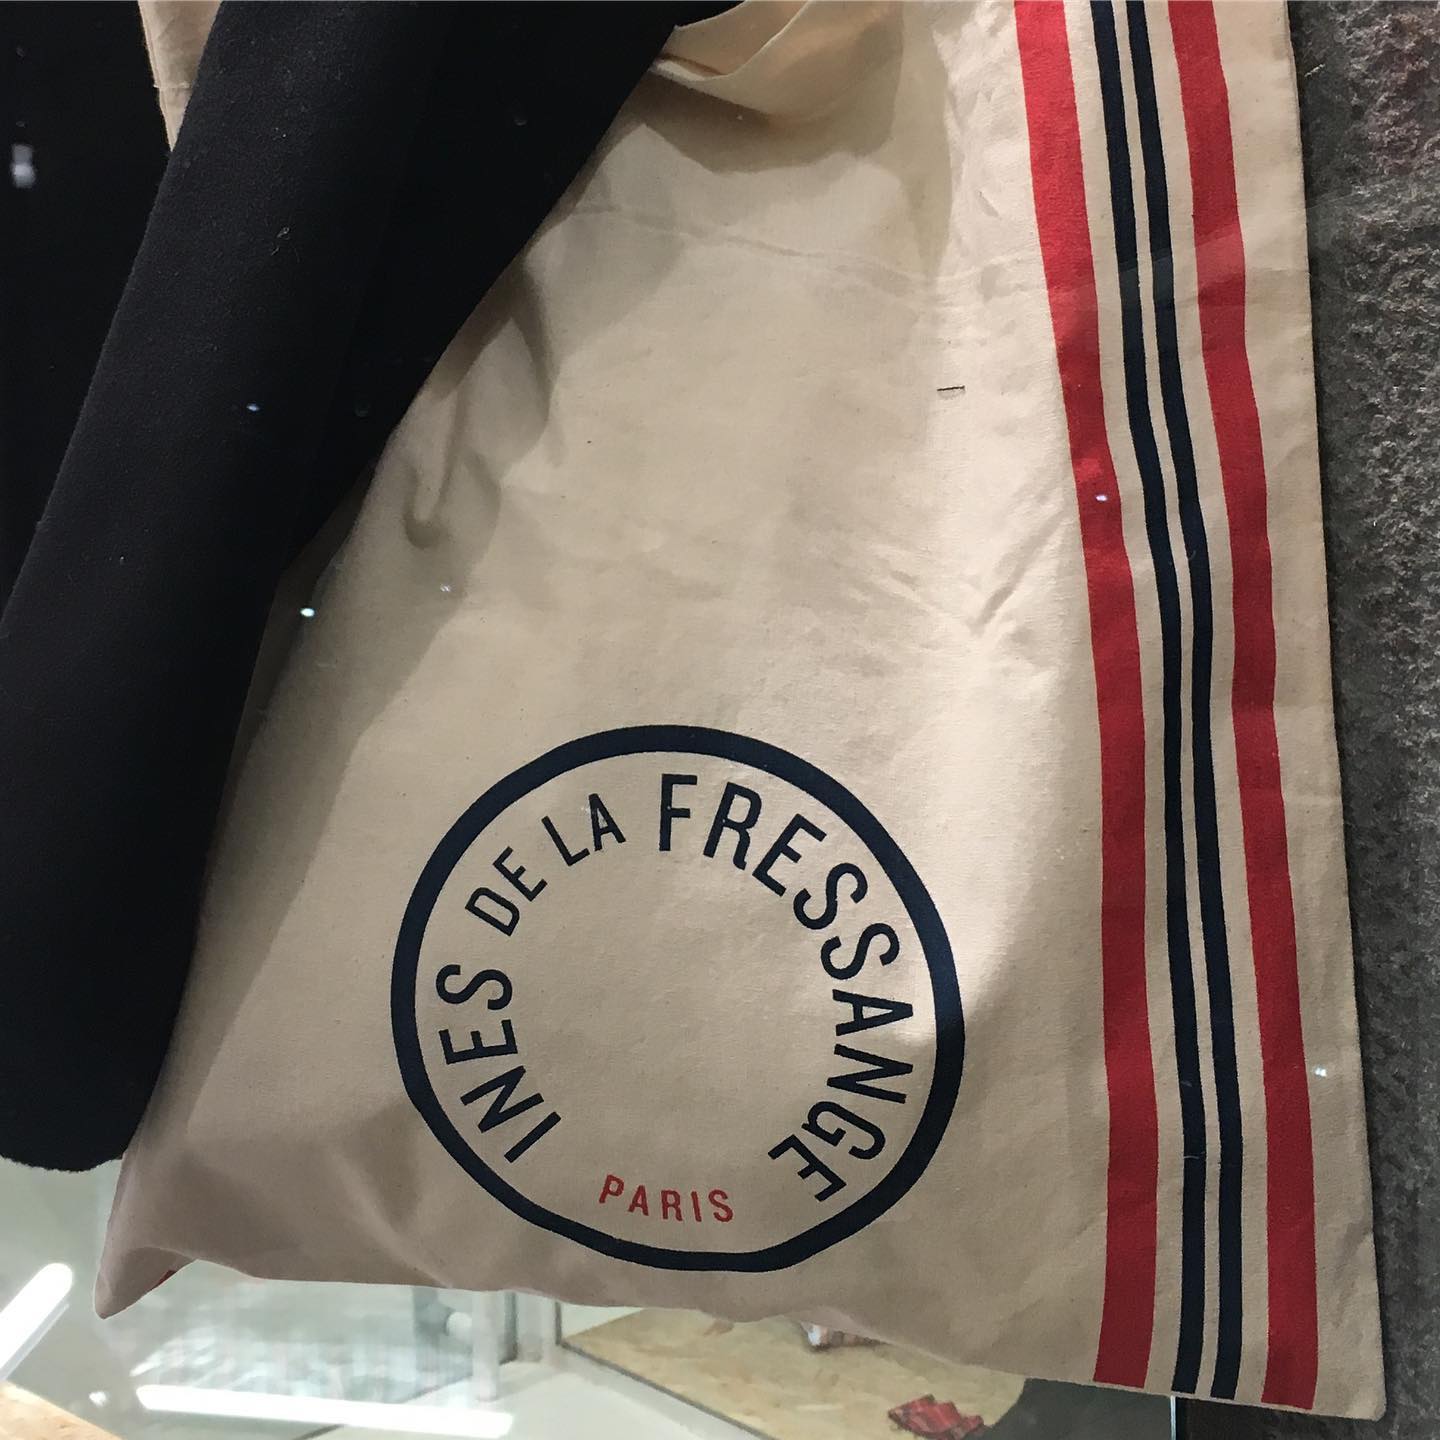 INES DE LA FRESSANGE
PARIS